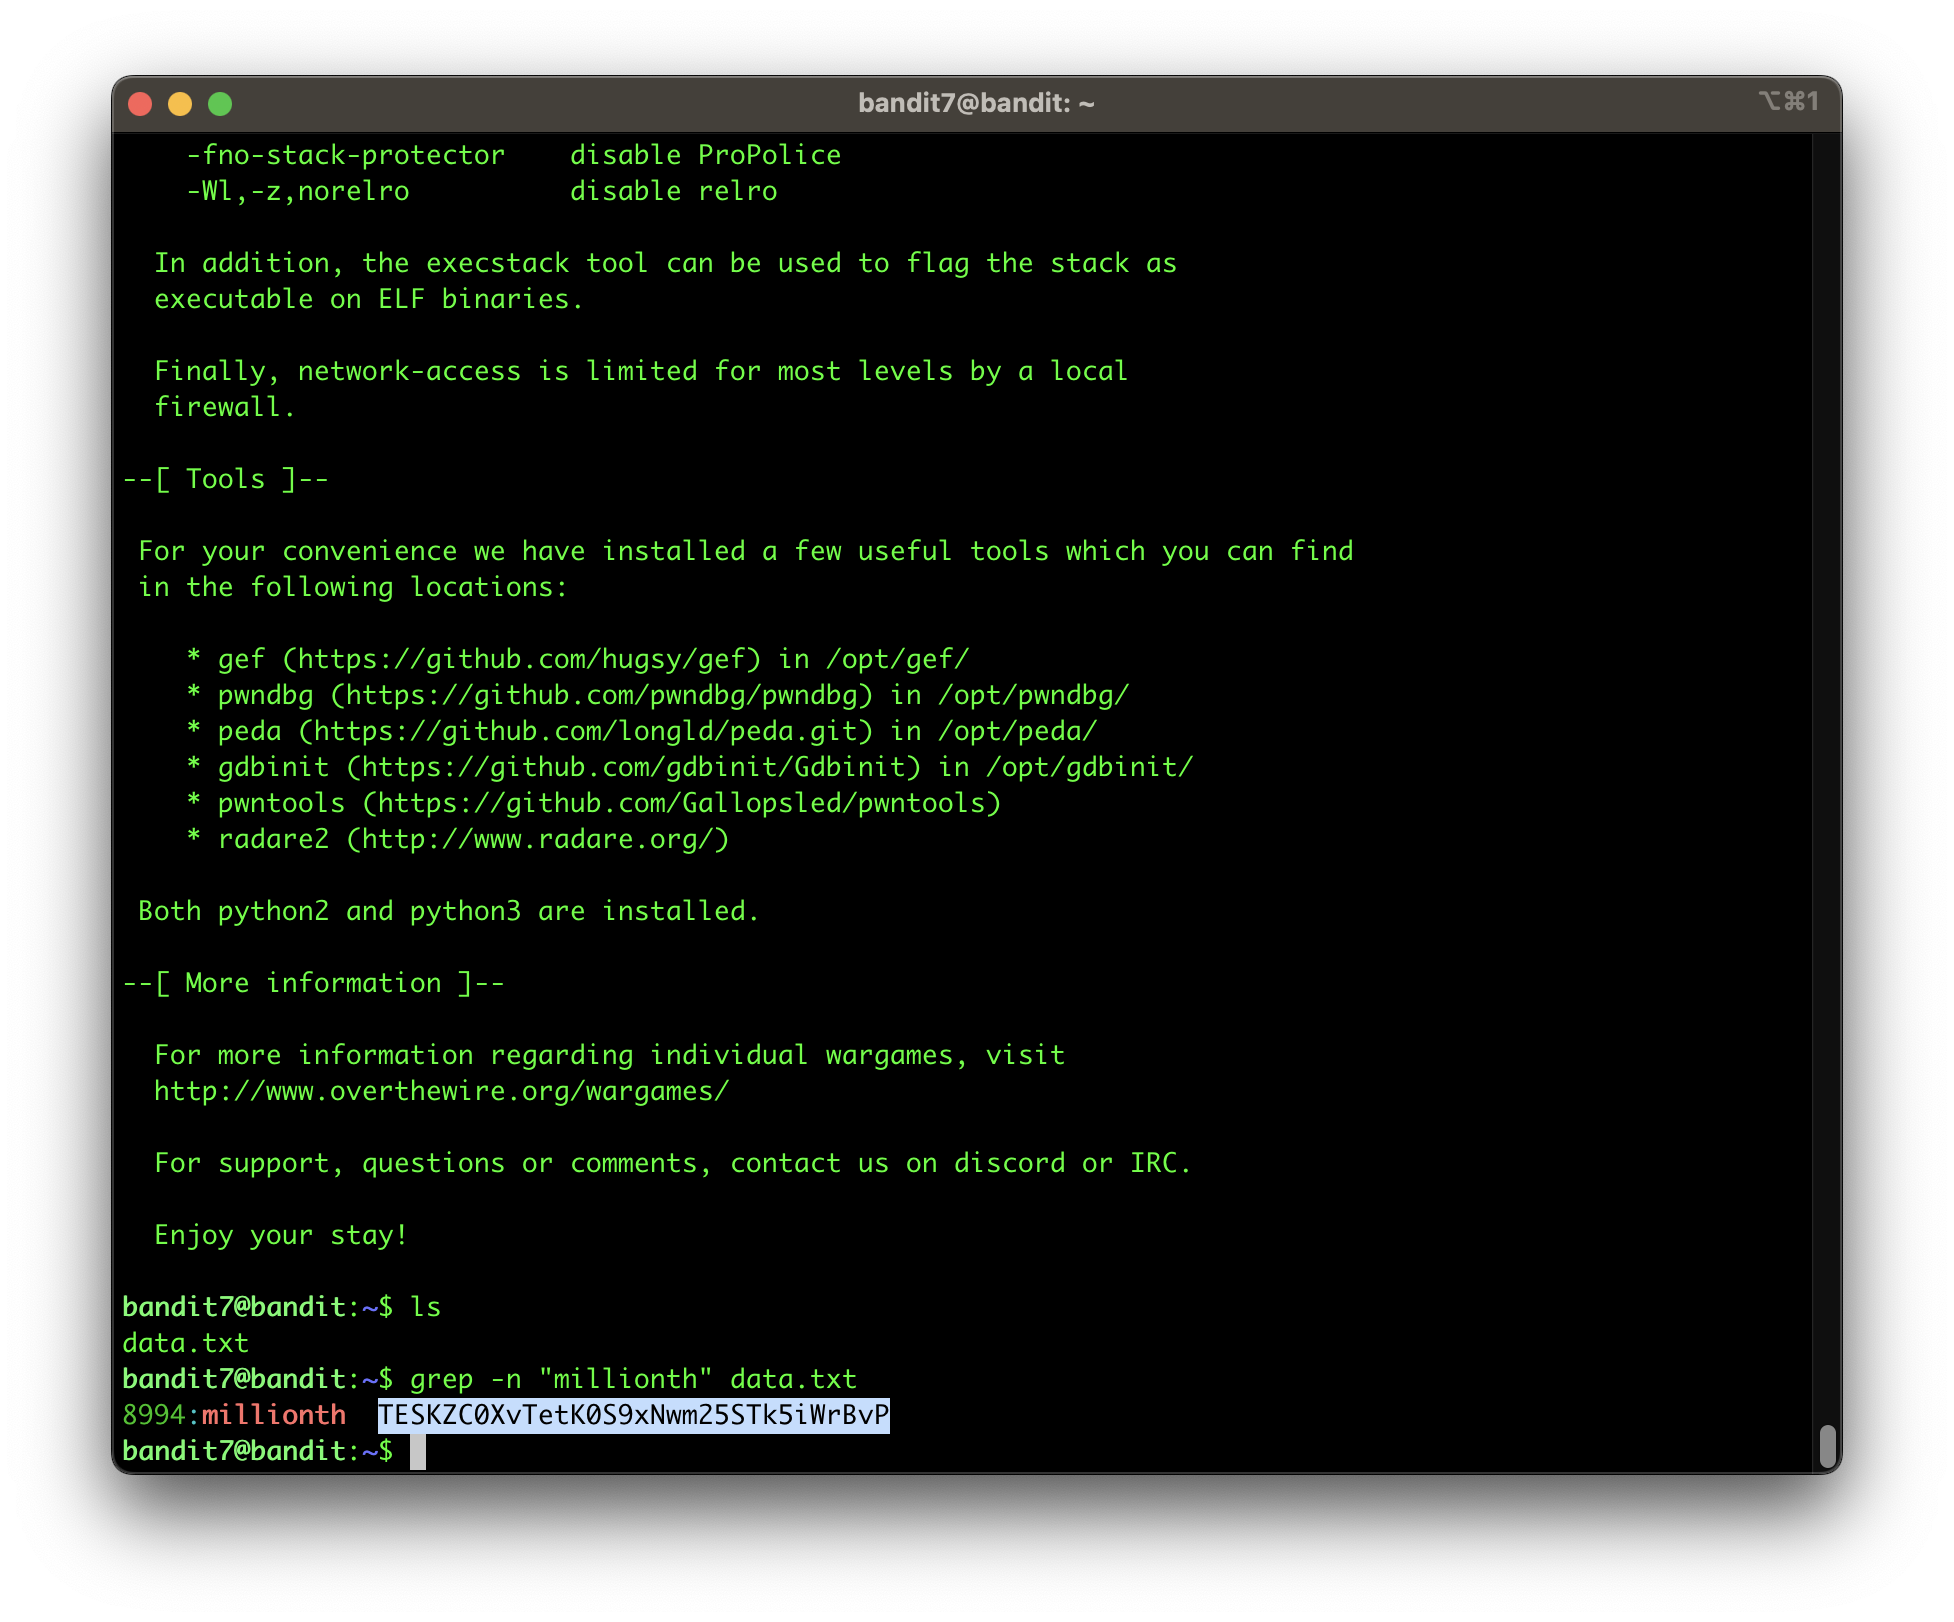 bandit7@bandit: ~
⌥⌘1
-fno-stack-protector    disable ProPolice
-Wl,-z,norelro          disable relro
In addition, the execstack tool can be used to flag the stack as
executable on ELF binaries.
Finally, network-access is limited for most levels by a local
firewall.
--[ Tools ]--
For your convenience we have installed a few useful tools which you can find
in the following locations:
* gef (https://github.com/hugsy/gef) in /opt/gef/
* pwndbg (https://github.com/pwndbg/pwndbg) in /opt/pwndbg/
* peda (https://github.com/longld/peda.git) in /opt/peda/
* gdbinit (https://github.com/gdbinit/Gdbinit) in /opt/gdbinit/
* pwntools (https://github.com/Gallopsled/pwntools)
* radare2 (http://www.radare.org/)
Both python2 and python3 are installed.
--[ More information ]--
For more information regarding individual wargames, visit
http://www.overthewire.org/wargames/
For support, questions or comments, contact us on discord or IRC.
Enjoy your stay!
bandit7@bandit:~$ ls
data.txt
bandit7@bandit:~$ grep -n "millionth" data.txt
8994:millionth  TESKZC0XvTetK0S9xNwm25STk5iWrBvP
bandit7@bandit:~$